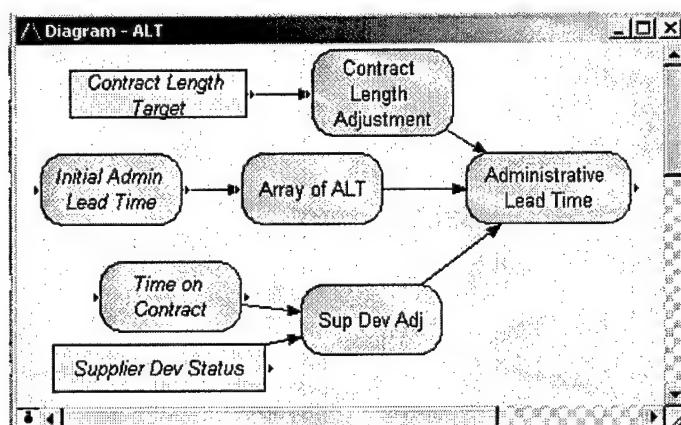 Diagram - ALT
Contract Length
Target
Contract
Length
Adjustment
Initial Admin
Lead Time
Array of ALT
Administrative
Lead Time
Time on
Contract
Sup Dev Adj
Supplier Dev Status